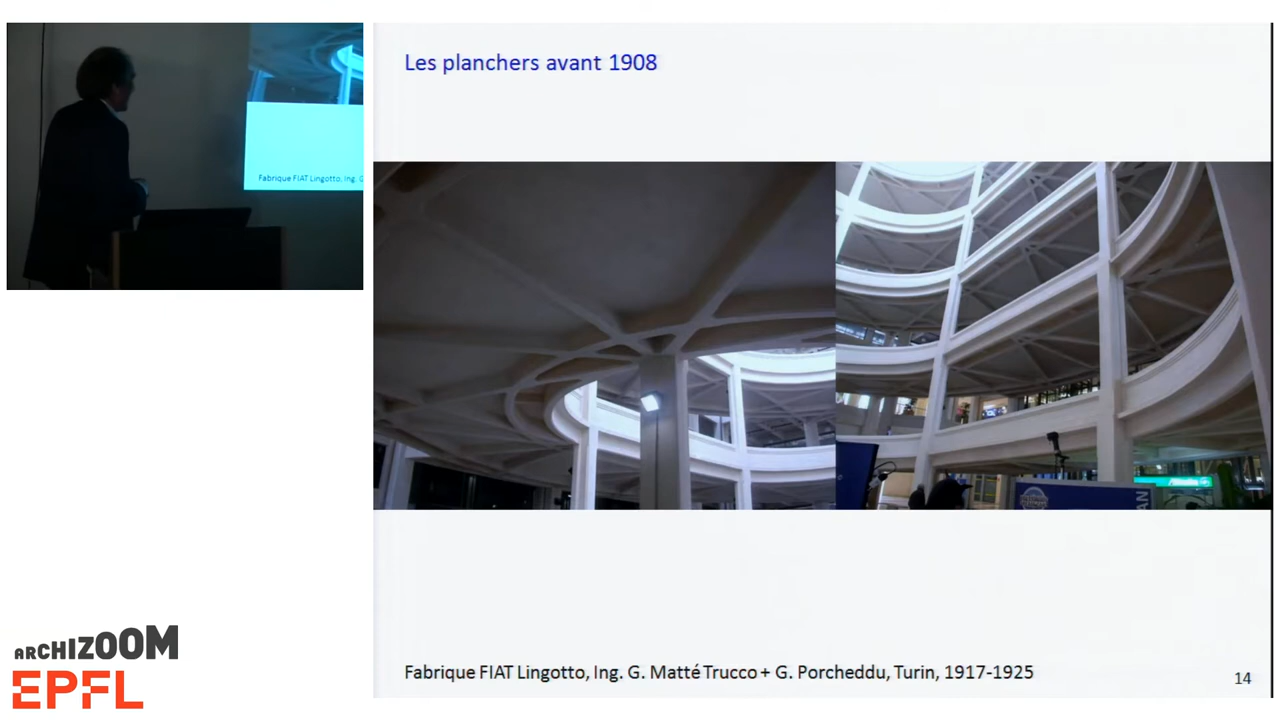 Les planchers avant 1908
Fabrique FIAT Lingotto, Ing. G
Fabrique FIAT Lingotto, Ing. G. Matté Trucco + G. Porcheddu, Turin, 1917-1925
14
ARCHIZOOM
EPFL